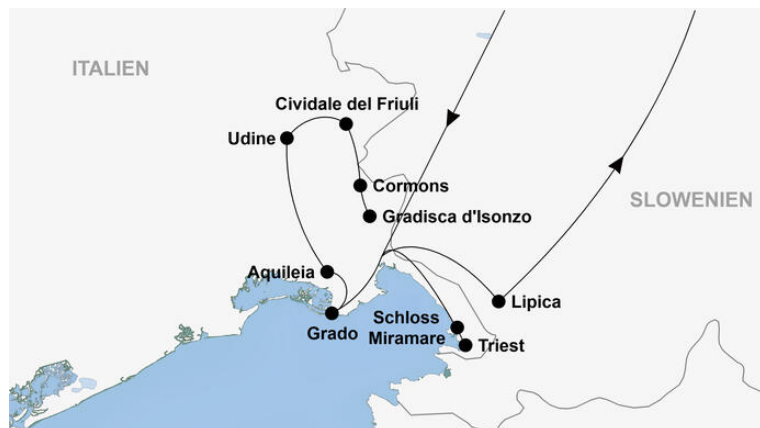 ITALIEN
Cividale del Friuli
Udine
Cormons
SLOWENIEN
Gradisca d'Isonzo
Aquileia
Lipica
Grado
Schloss
Miramare
Triest